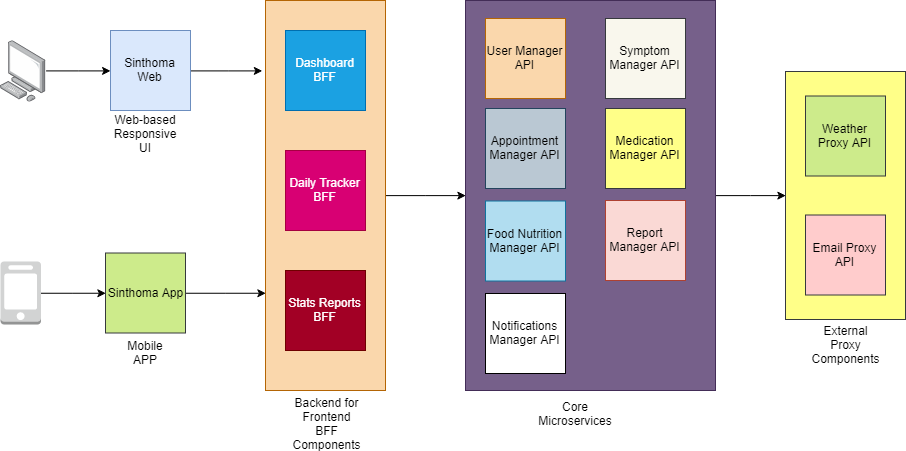 Sinthoma
Web
Web-based
Responsive
UI
Sinthoma App
Mobile
APP
Dashboard
BFF
Daily Tracker
BFF
Stats Reports
BFF
Backend for
Frontend
BFF
Components
User Manager
API
Symptom
Manager API
Appointment
Manager API
Medication
Manager API
Food Nutrition
Manager API
Report
Manager API
Notifications
Manager API
Core
Microservices
Weather
Proxy API
Email Proxy
API
External
Proxy
Components